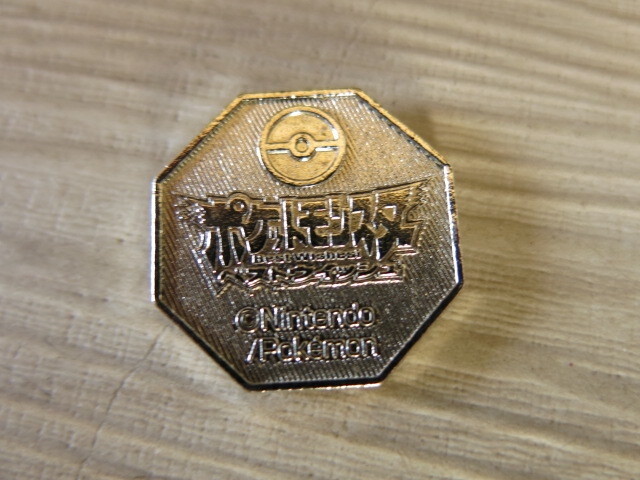 ポケットモンスター
Best Wishes!
ベストウイッシュ
©Nintendo
/Pokémon